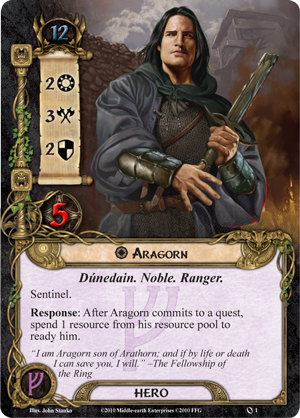 12
2
3
2
5
Aragorn
Dúnedain. Noble. Ranger.
Sentinel.
Response: After Aragorn commits to a quest,
spend 1 resource from his resource pool to
ready him.
“I am Aragorn son of Arathorn; and if by life or death
I can save you, I will.” –The Fellowship of
the Ring
HERO
Illus. John Stanko
©2010 Middle-earth Enterprises ©2010 FFG
1